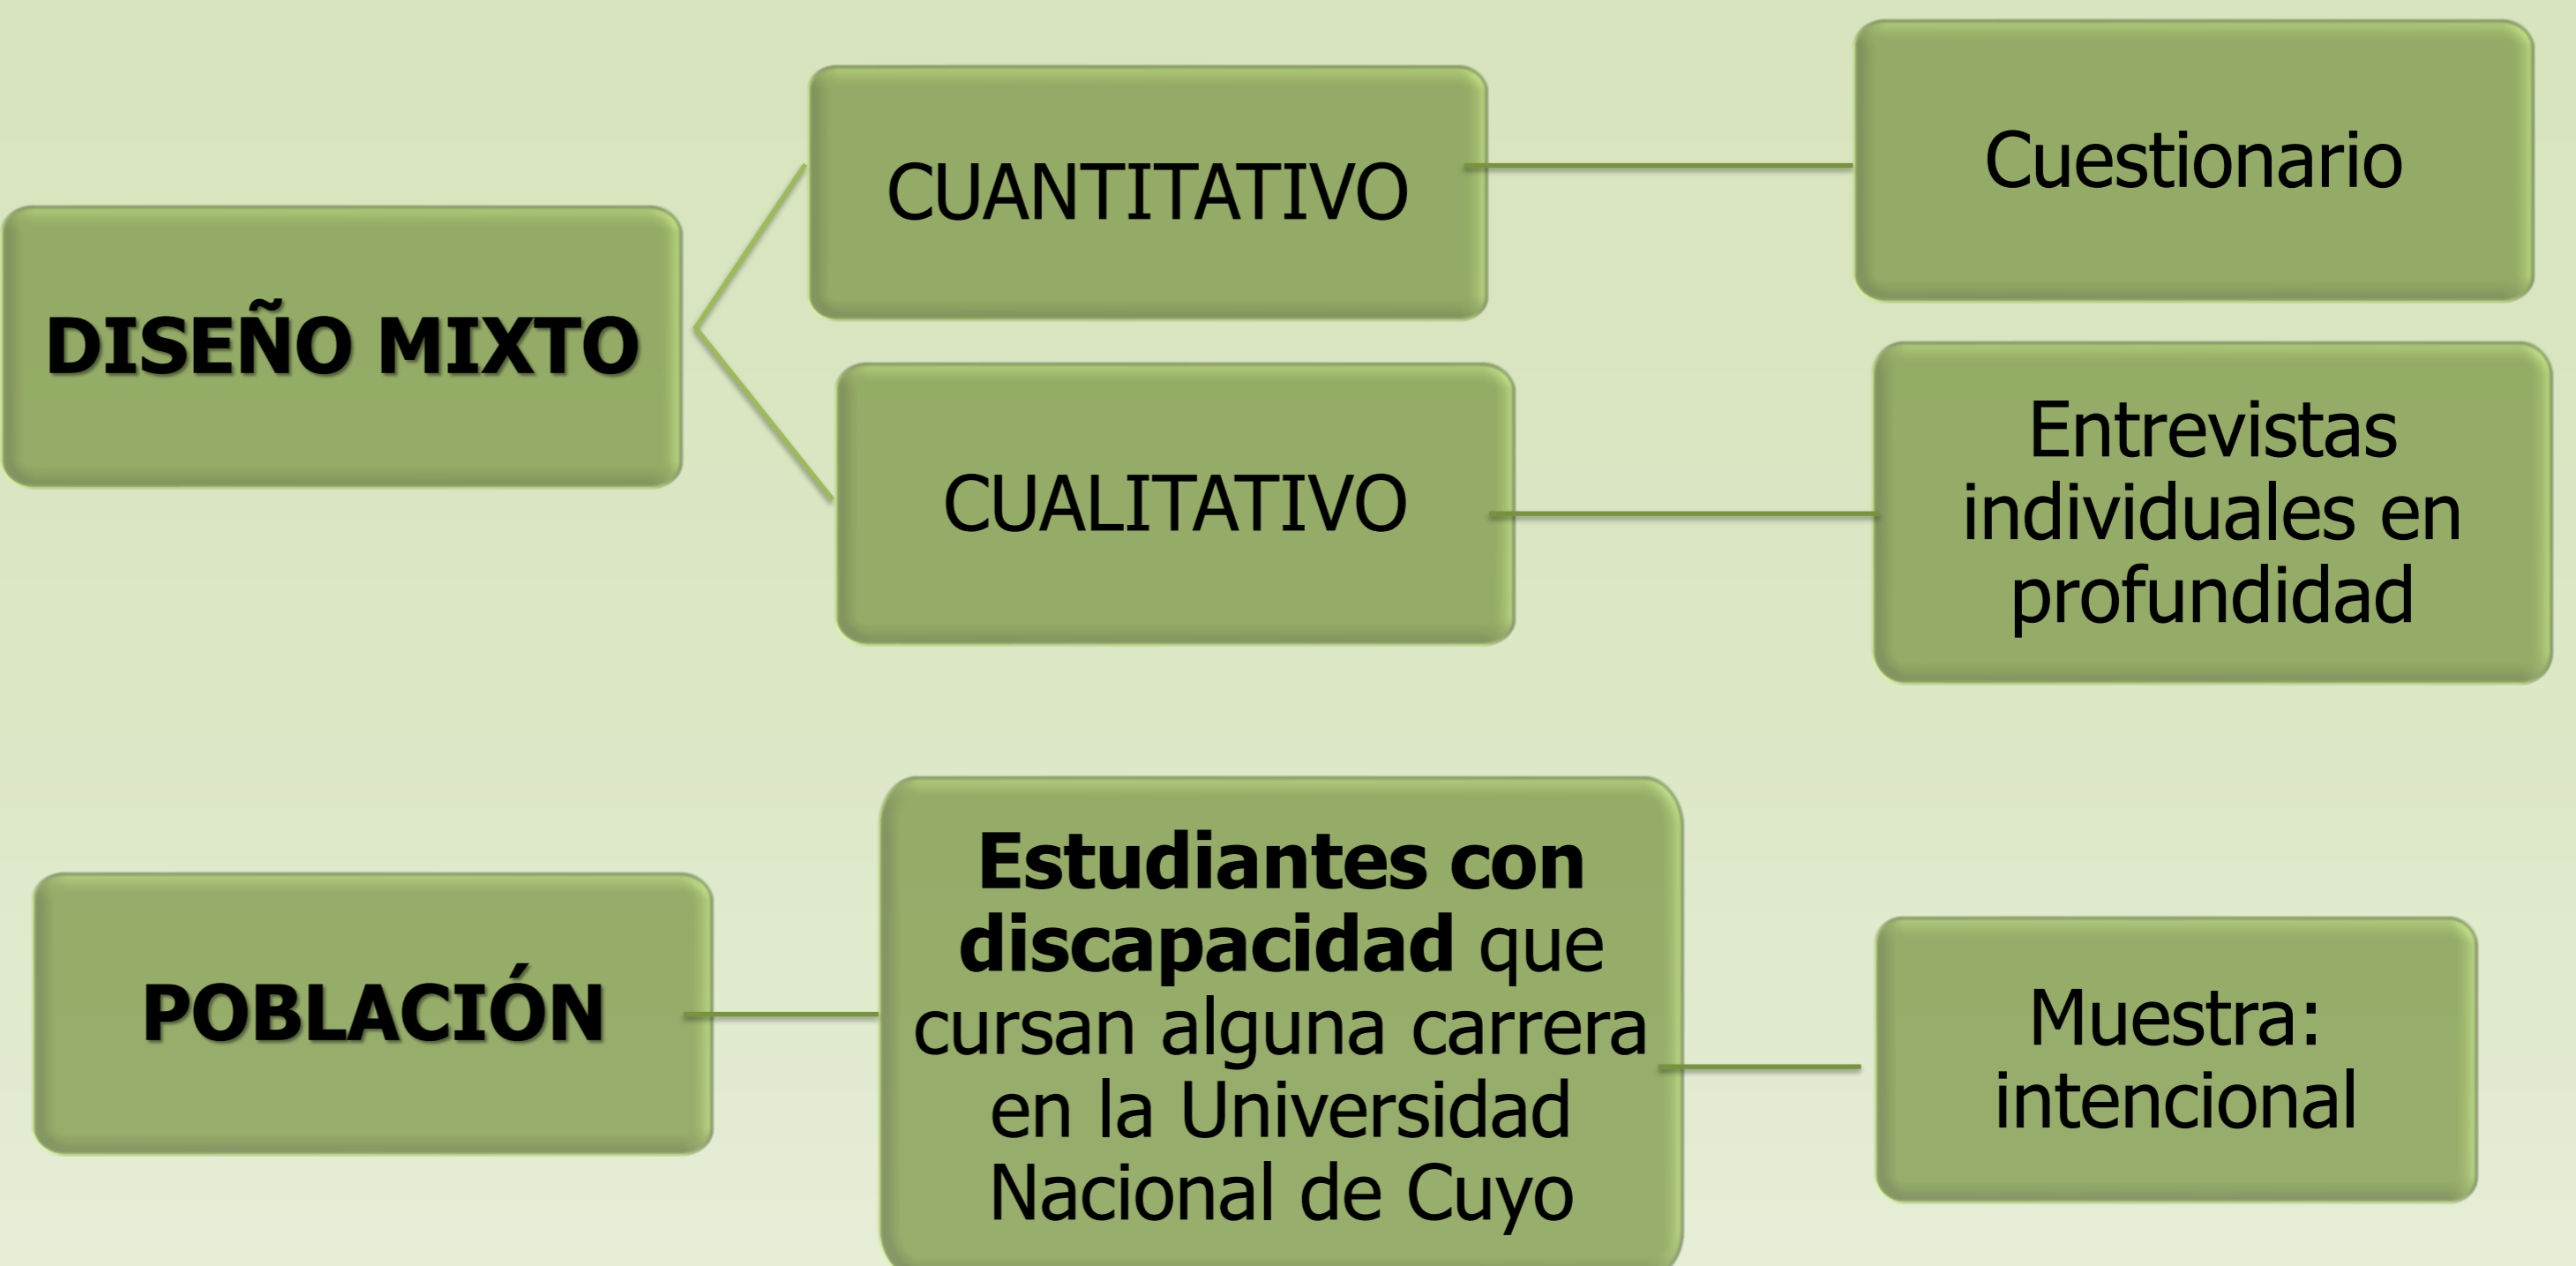 DISEÑO MIXTO
CUANTITATIVO
Cuestionario
CUALITATIVO
Entrevistas
individuales en
profundidad
POBLACIÓN
Estudiantes con
discapacidad que
cursan alguna carrera
en la Universidad
Nacional de Cuyo
Muestra:
intencional